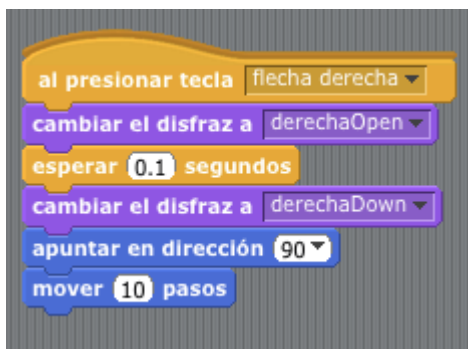 al presionar tecla flecha derecha
cambiar el disfraz a derechaOpen
esperar 0.1 segundos
cambiar el disfraz a derechaDown
apuntar en dirección 90
mover 10 pasos